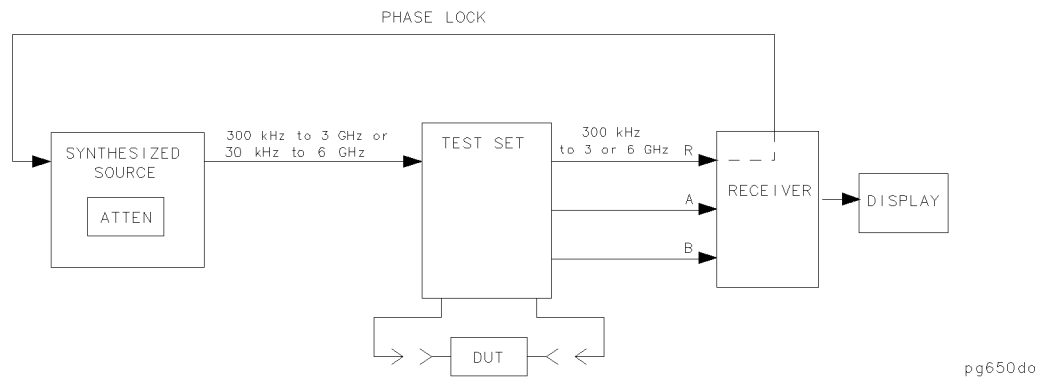 PHASE LOCK
SYNTHESIZED
SOURCE
ATTEN
300 kHz to 3 GHz or
30 kHz to 6 GHz
TEST SET
300 kHz
to 3 or 6 GHz
R
A
B
RECEIVER
DISPLAY
DUT
pg650do